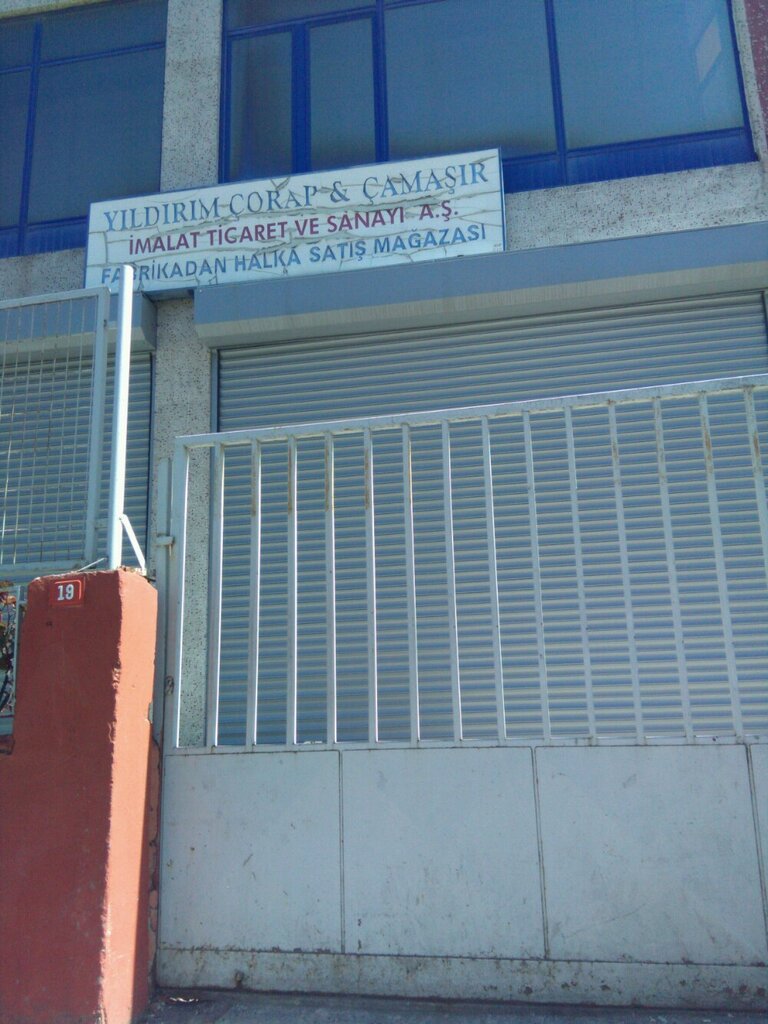 YILDIRIM ÇORAP & ÇAMAŞIR
İMALAT TİCARET VE SANAYİ A.Ş.
FABRİKADAN HALKA SATIŞ MAĞAZASI
19